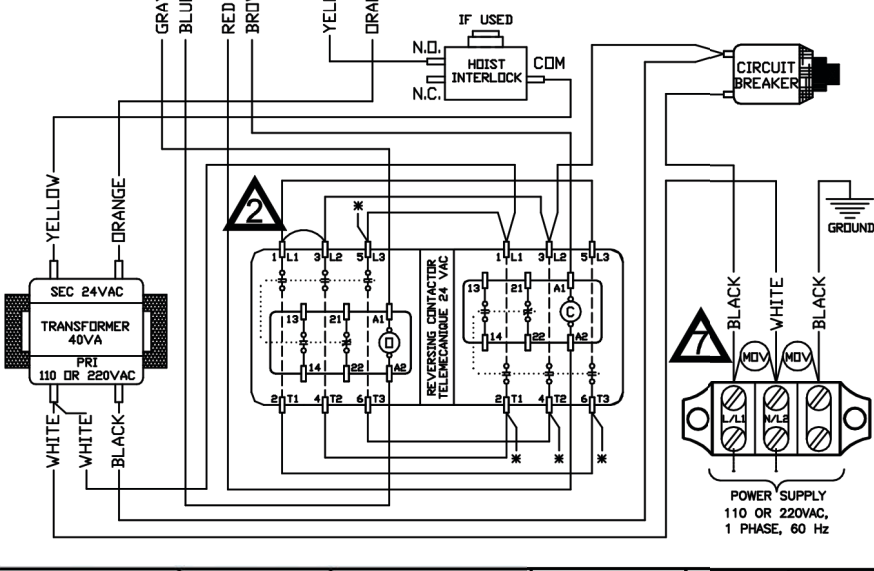 GRAY
BLUE
RED
YEL
IF USED
N.O.
HOIST
INTERLOCK
COM
N.C.
CIRCUIT
BREAKER
YELLOW
ORANGE
2
*
GROUND
1 L1 3 L2 5 L3
1 L1 3 L2 5 L3
SEC 24VAC
TRANSFORMER
40VA
PRI
110 OR 220VAC
13 21 A1
O
14 22 A2
REVERSING CONTACTOR
TELEMECANIQUE 24 VAC
13 21 A1
C
14 22 A2
2 T1 4 T2 6 T3
2 T1 4 T2 6 T3
* * *
WHITE
WHITE
BLACK
BLACK
WHITE
BLACK
7
MOV MOV
L/L1 N/L2
POWER SUPPLY
110 OR 220VAC,
1 PHASE, 60 Hz